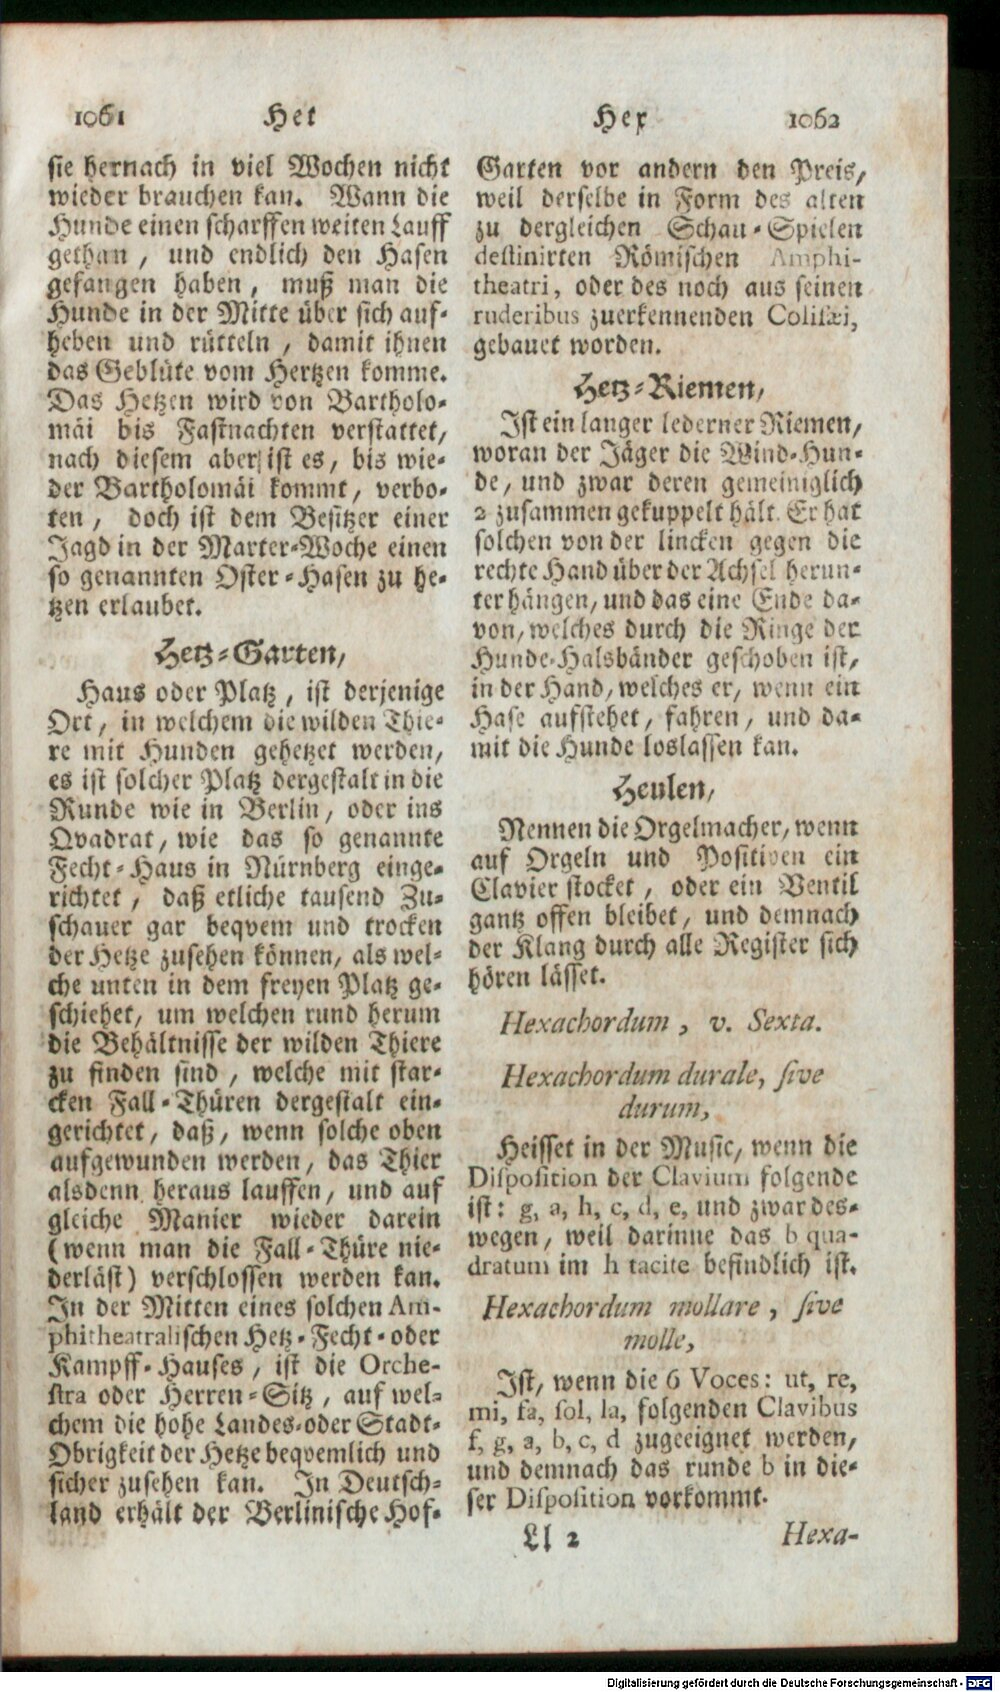 1061 Het
sie hernach in viel Wochen nicht
wieder brauchen kan. Wann die
Hunde einen scharffen weiten Lauff
gethan, und endlich den Hasen
gefangen haben, muß man die
Hunde in der Mitte über sich auf-
heben und rütteln, damit ihnen
das Geblüte vom Hertzen komme.
Das Hetzen wird von Bartholo-
mäi bis Fastnachten verstattet,
nach diesem aber ist es, bis wie-
der Bartholomäi kommt, verbo-
ten, doch ist dem Besitzer einer
Jagd in der Marter-Woche einen
so genannten Oster-Hasen zu he-
tzen erlaubet.
Hetz-Garten,
Haus oder Platz, ist derjenige
Ort, in welchem die wilden Thie-
re mit Hunden gehetzet werden,
es ist solcher Platz dergestalt in die
Runde wie in Berlin, oder ins
Qvadrat, wie das so genannte
Fecht-Haus in Nürnberg einge-
richtet, daß etliche tausend Zu-
schauer gar beqvem und trocken
der Hetze zusehen können, als wel-
che unten in dem freyen Platz ge-
schiehet, um welchen rund herum
die Behältnisse der wilden Thiere
zu finden sind, welche mit star-
cken Fall-Thüren dergestalt ein-
gerichtet, daß, wenn solche oben
aufgewunden werden, das Thier
alsdenn heraus lauffen, und auf
gleiche Manier wieder darein
(wenn man die Fall-Thüre nie-
derläst) verschlossen werden kan.
In der Mitten eines solchen Am-
phitheatralischen Hetz-Fecht-oder
Kampff-Hauses, ist die Orche-
stra oder Herren-Sitz, auf wel-
chem die hohe Landes-oder Stadt-
Obrigkeit der Hetze beqvemlich und
sicher zusehen kan. In Deutsch-
land erhält der Berlinische Hof-
Hex 1062
Garten vor andern den Preis,
weil derselbe in Form des alten
zu dergleichen Schau-Spielen
destinirten Römischen Amphi-
theatri, oder des noch aus seinen
ruderibus zuerkennenden Colisæi,
gebauet worden.
Hetz-Riemen,
Ist ein langer lederner Riemen,
woran der Jäger die Wind-Hun-
de, und zwar deren gemeiniglich
2 zusammen gekuppelt hält. Er hat
solchen von der lincken gegen die
rechte Hand über der Achsel herun-
ter hängen, und das eine Ende da-
von, welches durch die Ringe der
Hunde-Halsbänder geschoben ist,
in der Hand, welches er, wenn ein
Hase aufstehet, fahren, und da-
mit die Hunde loslassen kan.
Heulen,
Nennen die Orgelmacher, wenn
auf Orgeln und Positiven ein
Clavier stocket, oder ein Ventil
gantz offen bleibet, und demnach
der Klang durch alle Register sich
hören lässet.
Hexachordum, v. Sexta.
Hexachordum durale, sive
durum,
Heisset in der Music, wenn die
Disposition der Clavium folgende
ist: g, a, h, c, d, e, und zwar des-
wegen, weil darinne das b qua-
dratum im h tacite befindlich ist.
Hexachordum mollare, sive
molle,
Ist, wenn die 6 Voces: ut, re,
mi, fa, sol, la, folgenden Clavibus
f, g, a, b, c, d zugeeignet werden,
und demnach das runde b in die-
ser Disposition vorkommt.
Ll 2 Hexa-
Digitalisierung gefördert durch die Deutsche Forschungsgemeinschaft - DFG